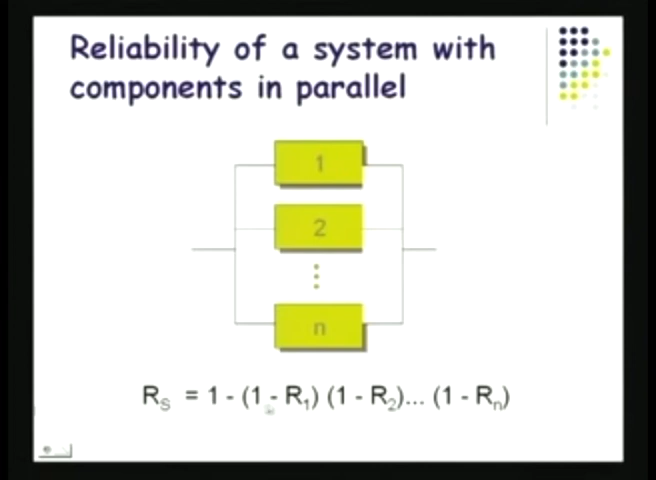 Reliability of a system with
components in parallel
1
2
n
R_S = 1 - (1 - R_1) (1 - R_2)... (1 - R_n)